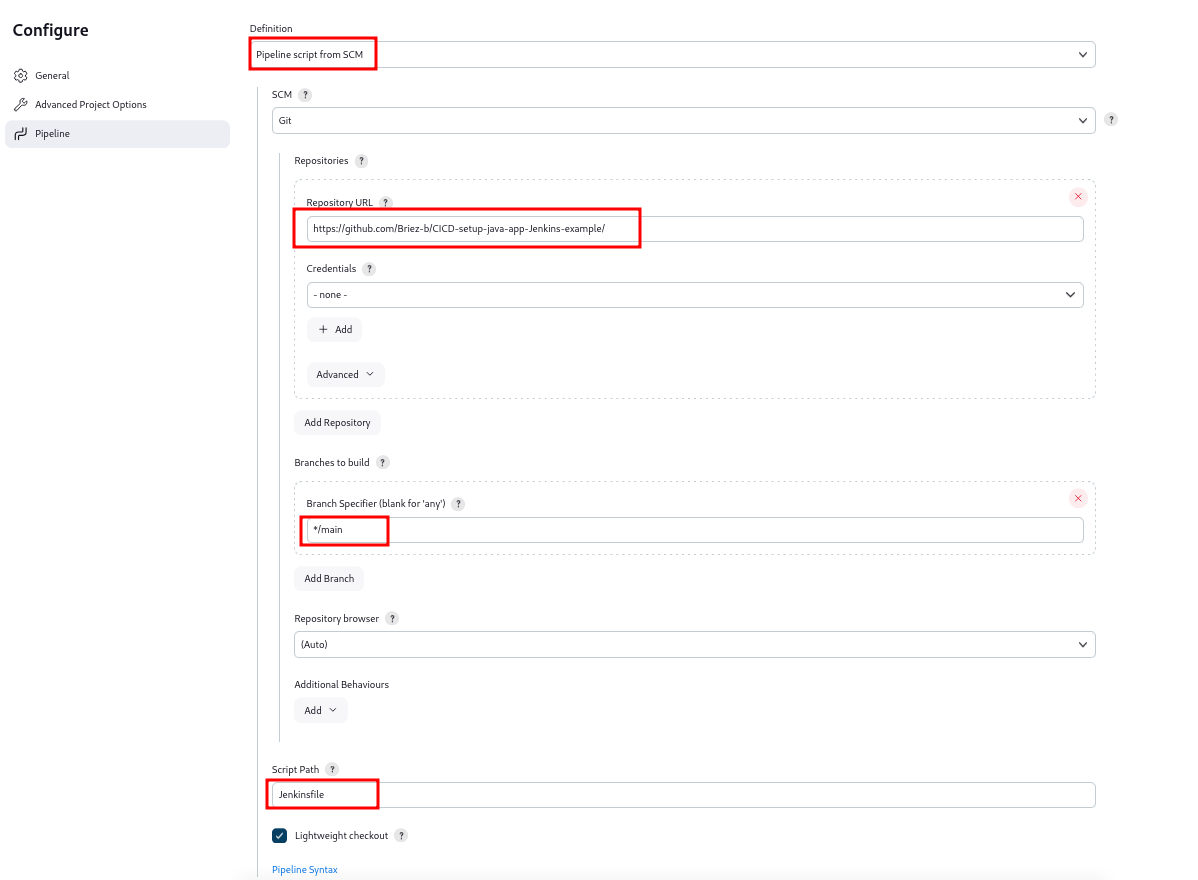 Configure
General
Advanced Project Options
Pipeline
Definition
Pipeline script from SCM
SCM ?
Git
?
Repositories ?
Repository URL ?
https://github.com/Briez-b/CICD-setup-java-app-Jenkins-example/
Credentials ?
- none -
+ Add
Advanced
Add Repository
Branches to build ?
Branch Specifier (blank for 'any') ?
*/main
Add Branch
Repository browser ?
(Auto)
Additional Behaviours
Add
Script Path ?
Jenkinsfile
Lightweight checkout ?
Pipeline Syntax